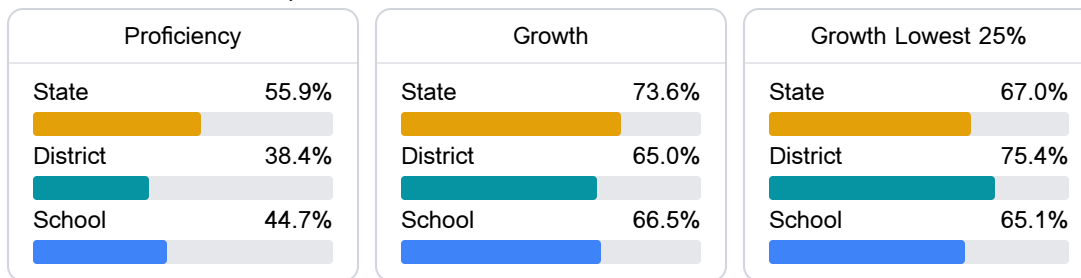 Proficiency
State 55.9%
District 38.4%
School 44.7%
Growth
State 73.6%
District 65.0%
School 66.5%
Growth Lowest 25%
State 67.0%
District 75.4%
School 65.1%